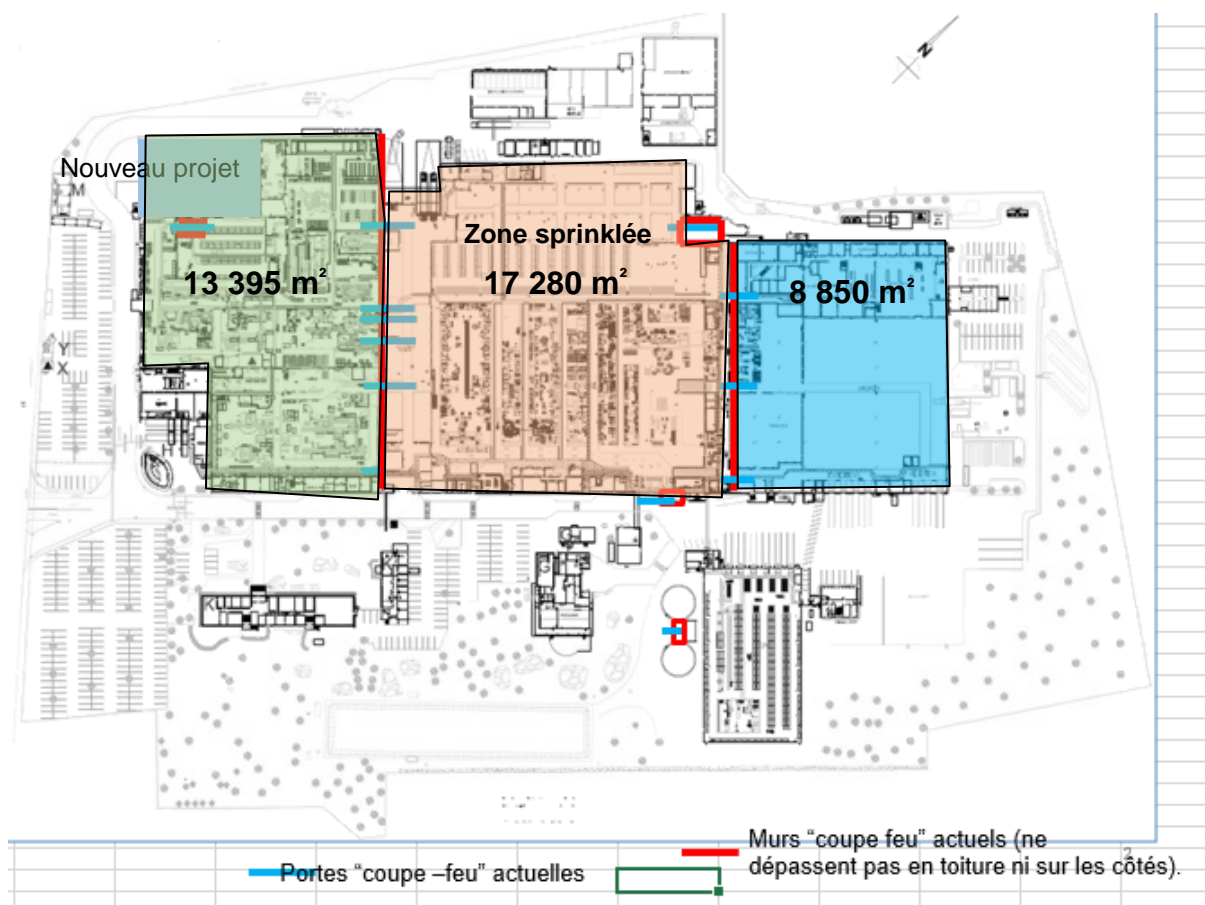 N
Nouveau projet
M
Zone sprinklée
13 395 m²
17 280 m²
8 850 m²
Y
X
H
K
Portes “coupe –feu” actuelles
Murs “coupe feu” actuels (ne
dépassent pas en toiture ni sur les côtés).
2